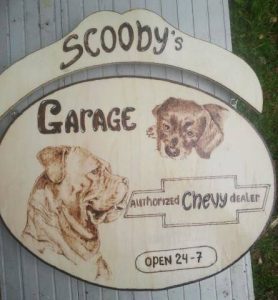 SCOOBY's
GARAGE
AUTHORIZED Chevy DEALER
OPEN 24-7